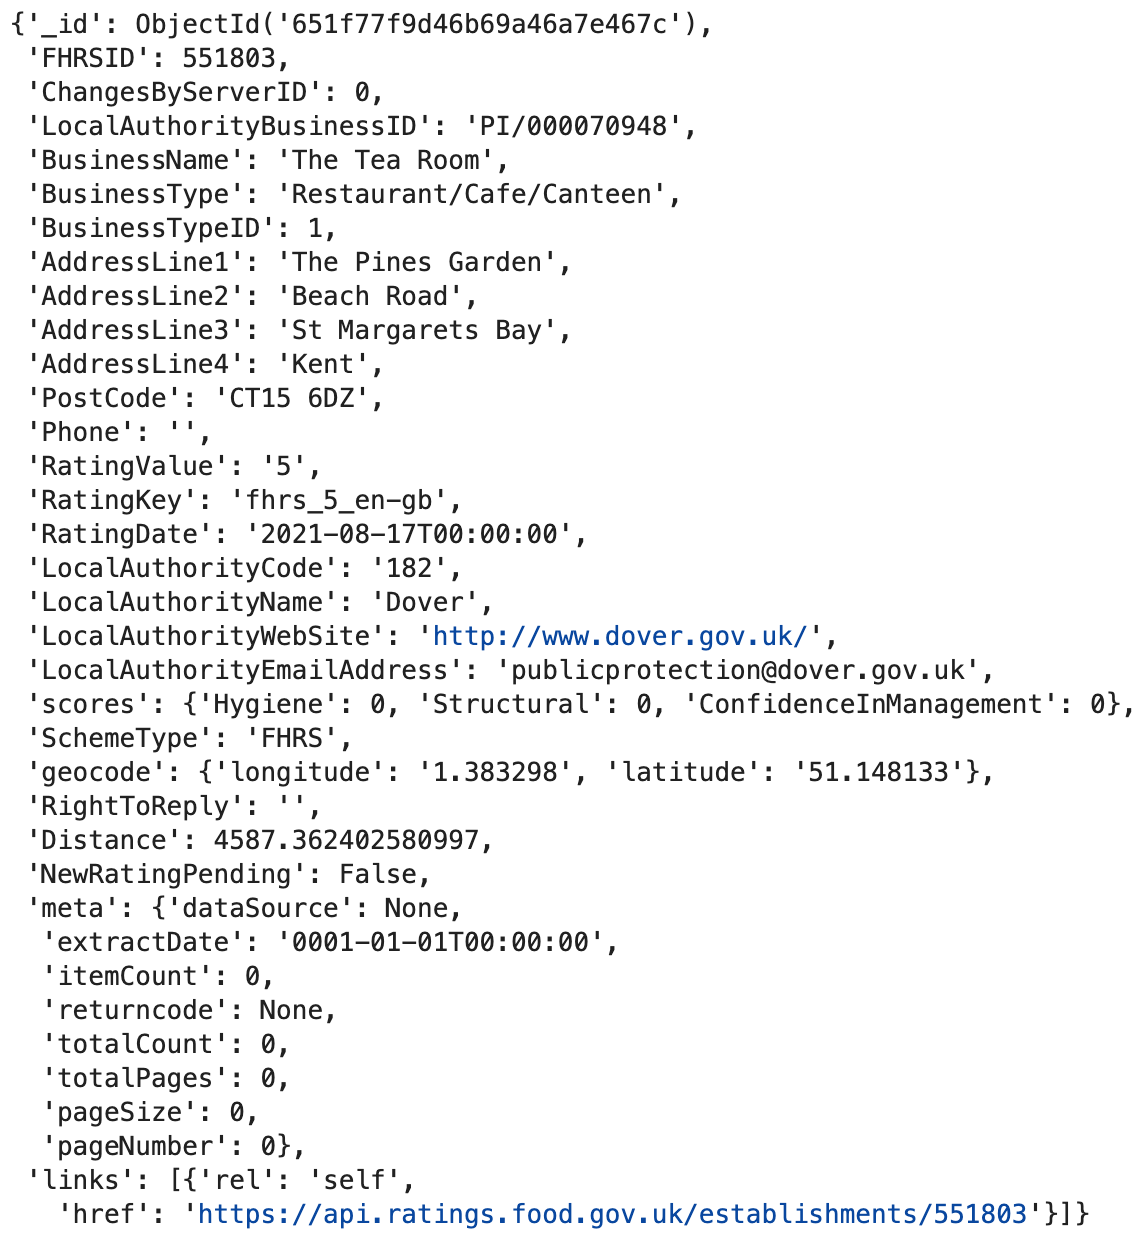 {'_id': ObjectId('651f77f9d46b69a46a7e467c'),
 'FHRSID': 551803,
 'ChangesByServerID': 0,
 'LocalAuthorityBusinessID': 'PI/000070948',
 'BusinessName': 'The Tea Room',
 'BusinessType': 'Restaurant/Cafe/Canteen',
 'BusinessTypeID': 1,
 'AddressLine1': 'The Pines Garden',
 'AddressLine2': 'Beach Road',
 'AddressLine3': 'St Margarets Bay',
 'AddressLine4': 'Kent',
 'PostCode': 'CT15 6DZ',
 'Phone': '',
 'RatingValue': '5',
 'RatingKey': 'fhrs_5_en-gb',
 'RatingDate': '2021-08-17T00:00:00',
 'LocalAuthorityCode': '182',
 'LocalAuthorityName': 'Dover',
 'LocalAuthorityWebSite': 'http://www.dover.gov.uk/',
 'LocalAuthorityEmailAddress': 'publicprotection@dover.gov.uk',
 'scores': {'Hygiene': 0, 'Structural': 0, 'ConfidenceInManagement': 0},
 'SchemeType': 'FHRS',
 'geocode': {'longitude': '1.383298', 'latitude': '51.148133'},
 'RightToReply': '',
 'Distance': 4587.362402580997,
 'NewRatingPending': False,
 'meta': {'dataSource': None,
  'extractDate': '0001-01-01T00:00:00',
  'itemCount': 0,
  'returncode': None,
  'totalCount': 0,
  'totalPages': 0,
  'pageSize': 0,
  'pageNumber': 0},
 'links': [{'rel': 'self',
   'href': 'https://api.ratings.food.gov.uk/establishments/551803'}]}